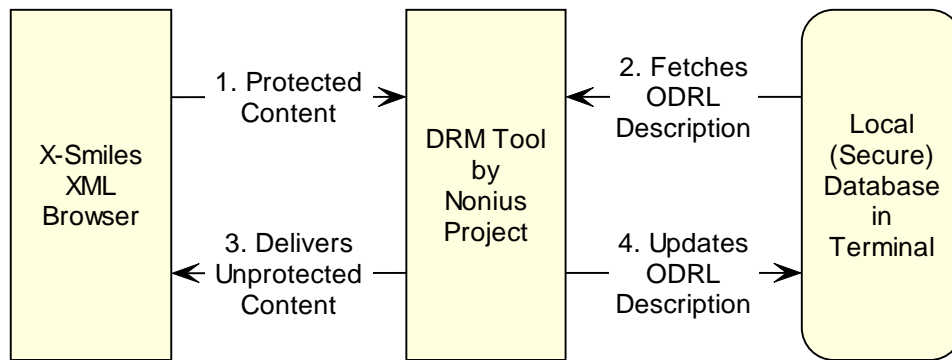 X-Smiles
XML
Browser
1. Protected
Content
DRM Tool
by
Nonius
Project
2. Fetches
ODRL
Description
Local
(Secure)
Database
in
Terminal
3. Delivers
Unprotected
Content
4. Updates
ODRL
Description